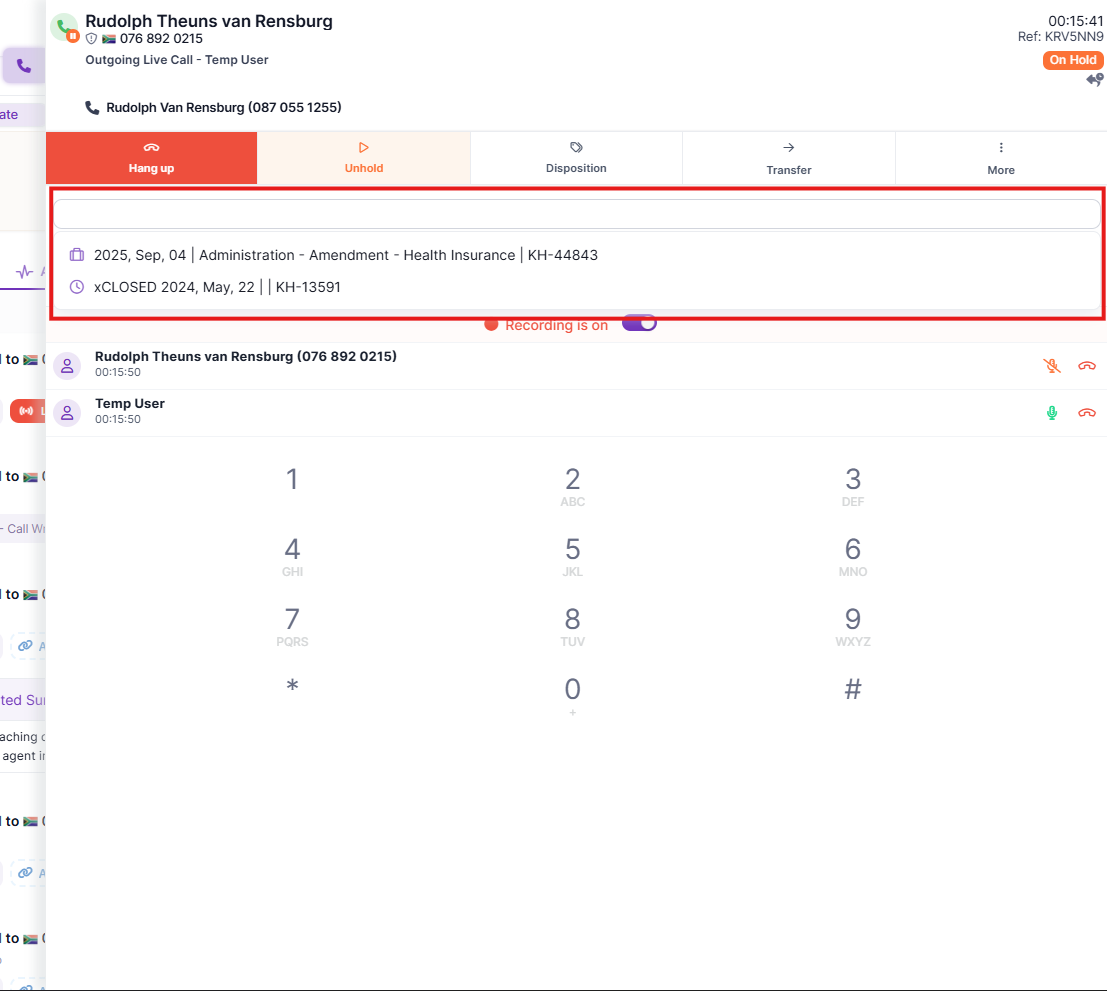 Rudolph Theuns van Rensburg
00:15:41
076 892 0215
Ref: KRV5NN9
Outgoing Live Call - Temp User
On Hold
Rudolph Van Rensburg (087 055 1255)
ate
Hang up
Unhold
Disposition
Transfer
More
2025, Sep, 04 | Administration - Amendment - Health Insurance | KH-44843
xCLOSED 2024, May, 22 | | KH-13591
Recording is on
to
Rudolph Theuns van Rensburg (076 892 0215)
00:15:50
Temp User
00:15:50
to
1
2
ABC
3
DEF
- Call Wr
4
GHI
5
JKL
6
MNO
to
7
PQRS
8
TUV
9
WXYZ
A
ted Su
*
0
+
#
aching
agent in
to
A
to